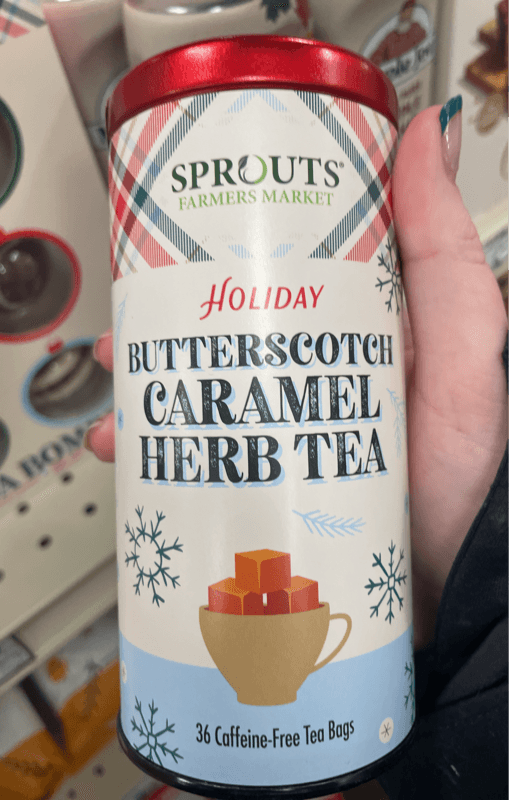 SPROUTS®
FARMERS MARKET
HOLIDAY
BUTTERSCOTCH
CARAMEL
HERB TEA
36 Caffeine-Free Tea Bags